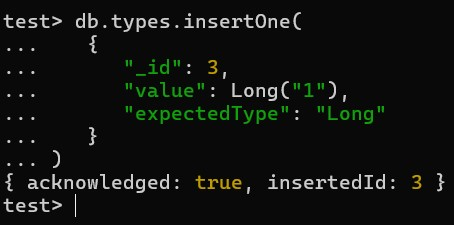 test> db.types.insertOne(
...    {
...       "_id": 3,
...       "value": Long("1"),
...       "expectedType": "Long"
...    }
... )
{ acknowledged: true, insertedId: 3 }
test>